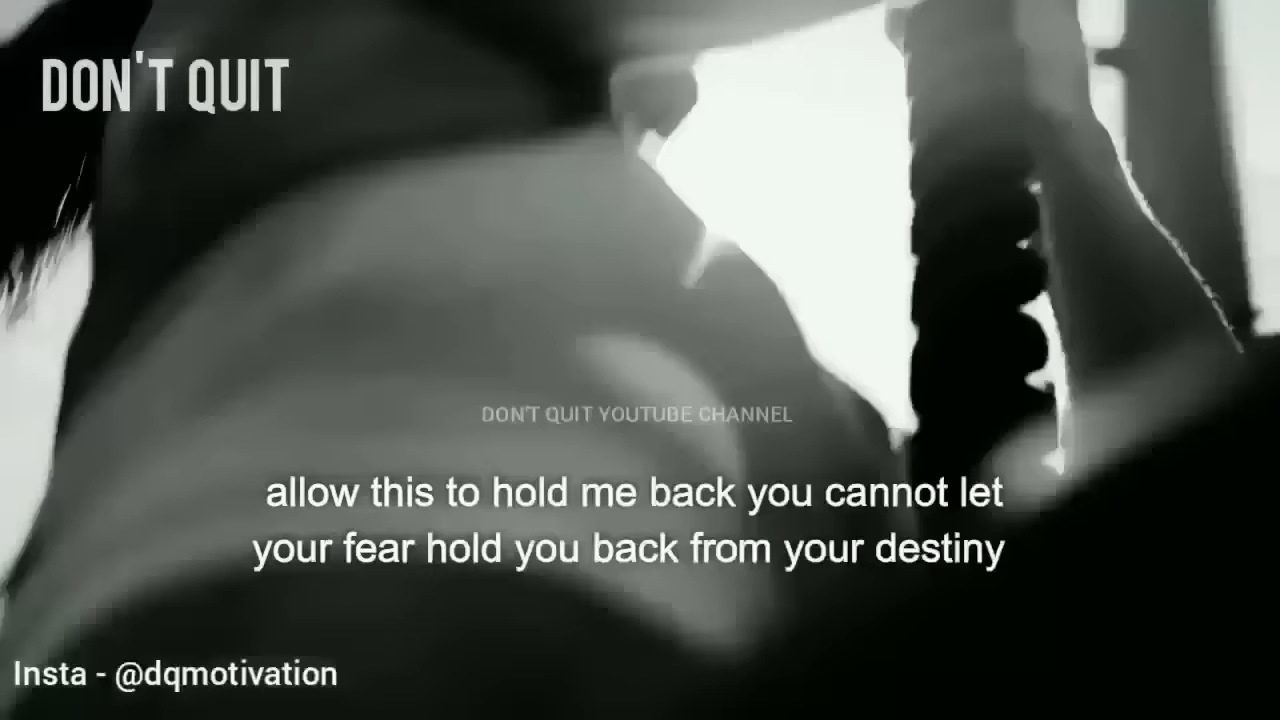 DON'T QUIT
DON'T QUIT YOUTUBE CHANNEL
allow this to hold me back you cannot let
your fear hold you back from your destiny
Insta - @dqmotivation